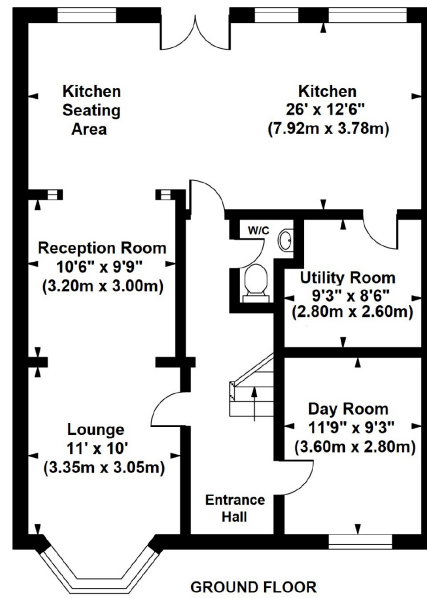 Kitchen
Seating
Area
Kitchen
26' x 12'6"
(7.92m x 3.78m)
W/C
Reception Room
10'6" x 9'9"
(3.20m x 3.00m)
Utility Room
9'3" x 8'6"
(2.80m x 2.60m)
Lounge
11' x 10'
(3.35m x 3.05m)
Day Room
11'9" x 9'3"
(3.60m x 2.80m)
Entrance
Hall
GROUND FLOOR